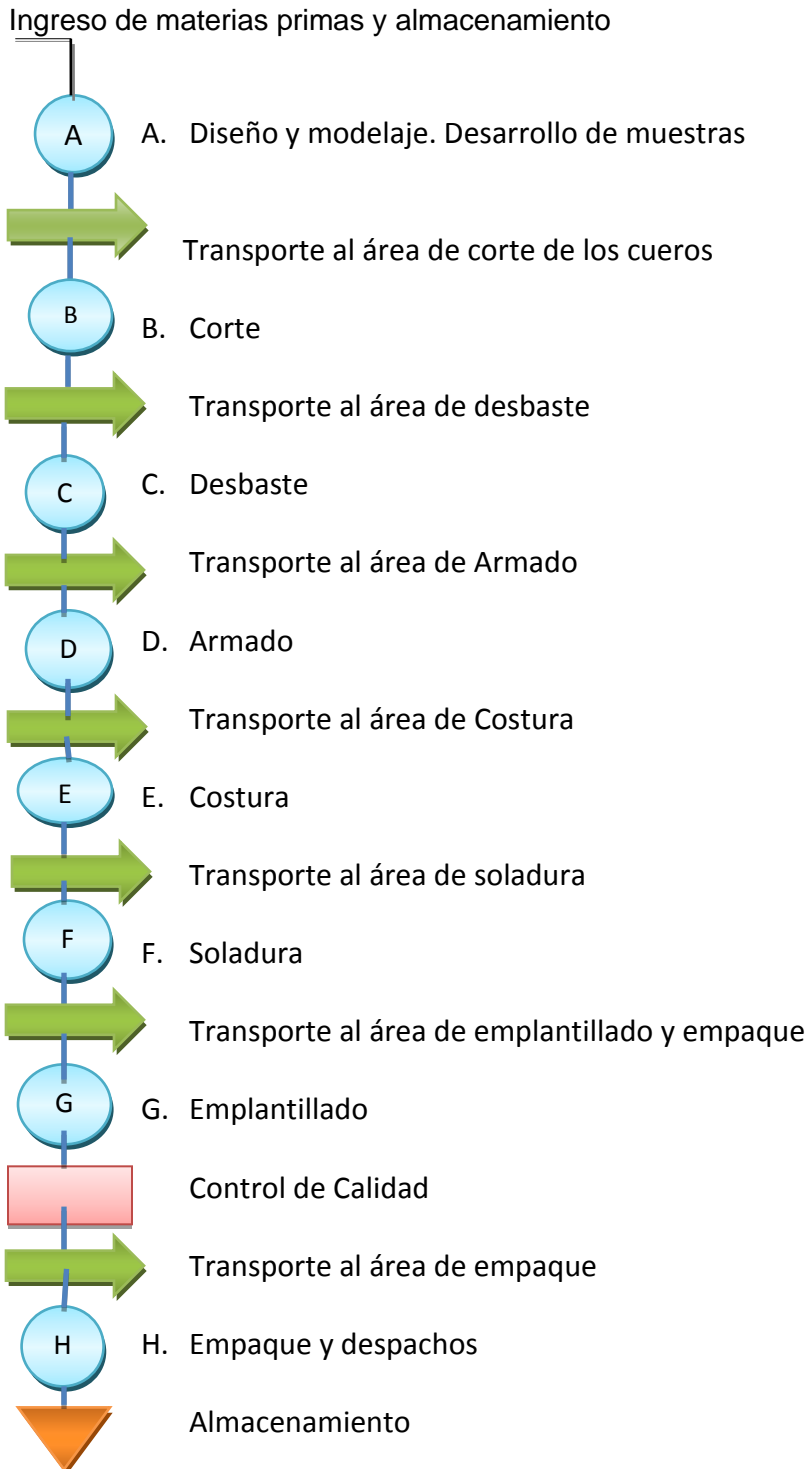 Ingreso de materias primas y almacenamiento
A A. Diseño y modelaje. Desarrollo de muestras
Transporte al área de corte de los cueros
B B. Corte
Transporte al área de desbaste
C C. Desbaste
Transporte al área de Armado
D D. Armado
Transporte al área de Costura
E E. Costura
Transporte al área de soladura
F F. Soladura
Transporte al área de emplantillado y empaque
G G. Emplantillado
Control de Calidad
Transporte al área de empaque
H H. Empaque y despachos
Almacenamiento